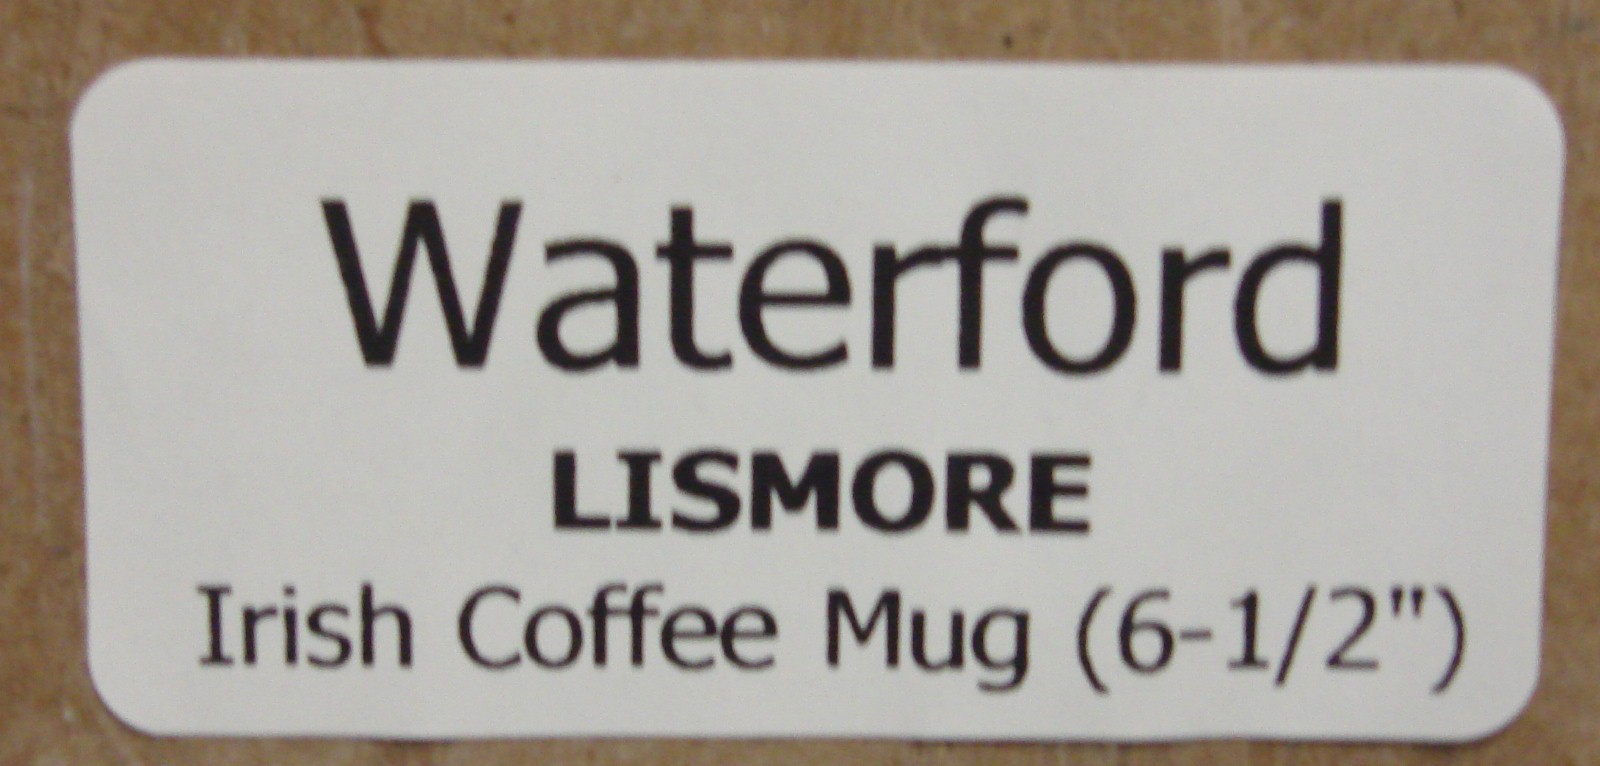 Waterford
LISMORE
Irish Coffee Mug (6-1/2")